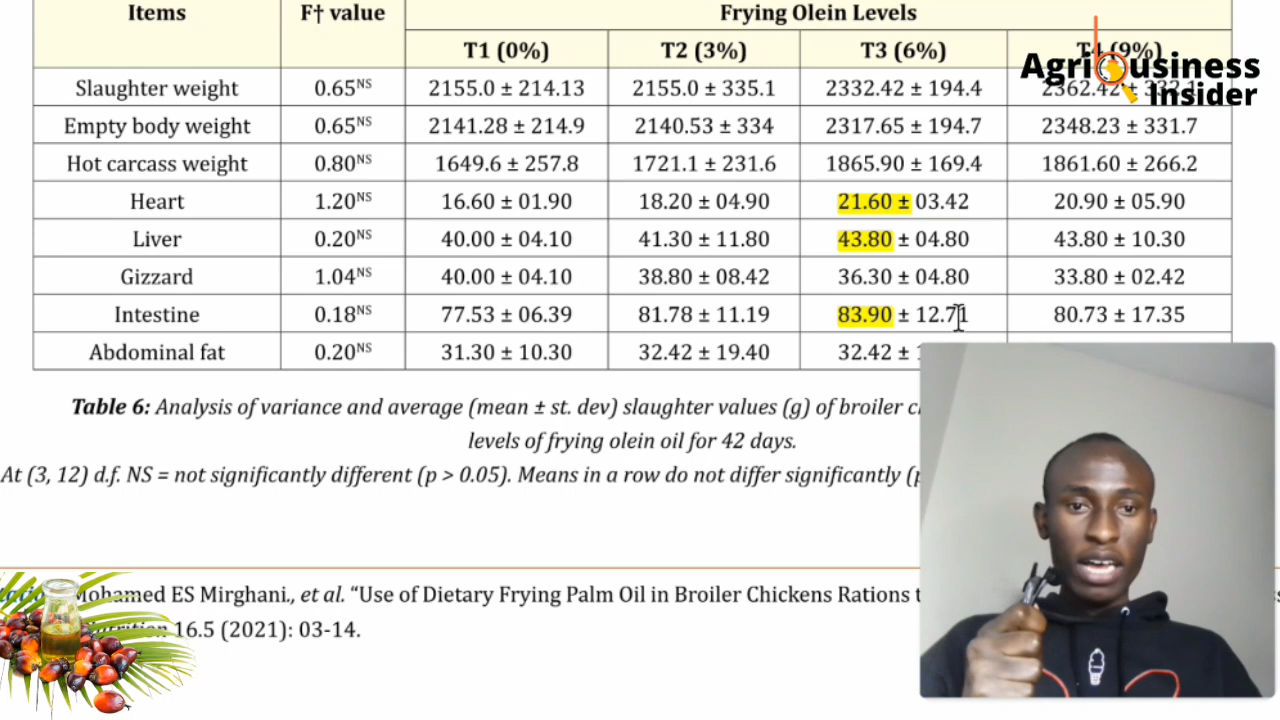 Items F† value Frying Olein Levels
T1 (0%) T2 (3%) T3 (6%) T4 (9%)
Agribusiness
Insider
Slaughter weight 0.65NS 2155.0 ± 214.13 2155.0 ± 335.1 2332.42 ± 194.4 2362.42 ±
Empty body weight 0.65NS 2141.28 ± 214.9 2140.53 ± 334 2317.65 ± 194.7 2348.23 ± 331.7
Hot carcass weight 0.80NS 1649.6 ± 257.8 1721.1 ± 231.6 1865.90 ± 169.4 1861.60 ± 266.2
Heart 1.20NS 16.60 ± 01.90 18.20 ± 04.90 21.60 ± 03.42 20.90 ± 05.90
Liver 0.20NS 40.00 ± 04.10 41.30 ± 11.80 43.80 ± 04.80 43.80 ± 10.30
Gizzard 1.04NS 40.00 ± 04.10 38.80 ± 08.42 36.30 ± 04.80 33.80 ± 02.42
Intestine 0.18NS 77.53 ± 06.39 81.78 ± 11.19 83.90 ± 12.71 80.73 ± 17.35
Abdominal fat 0.20NS 31.30 ± 10.30 32.42 ± 19.40 32.42 ±
Table 6: Analysis of variance and average (mean ± st. dev) slaughter values (g) of broiler
levels of frying olein oil for 42 days.
At (3, 12) d.f. NS = not significantly different (p > 0.05). Means in a row do not differ significantly
Mohamed ES Mirghani., et al. “Use of Dietary Frying Palm Oil in Broiler Chickens Rations
16.5 (2021): 03-14.